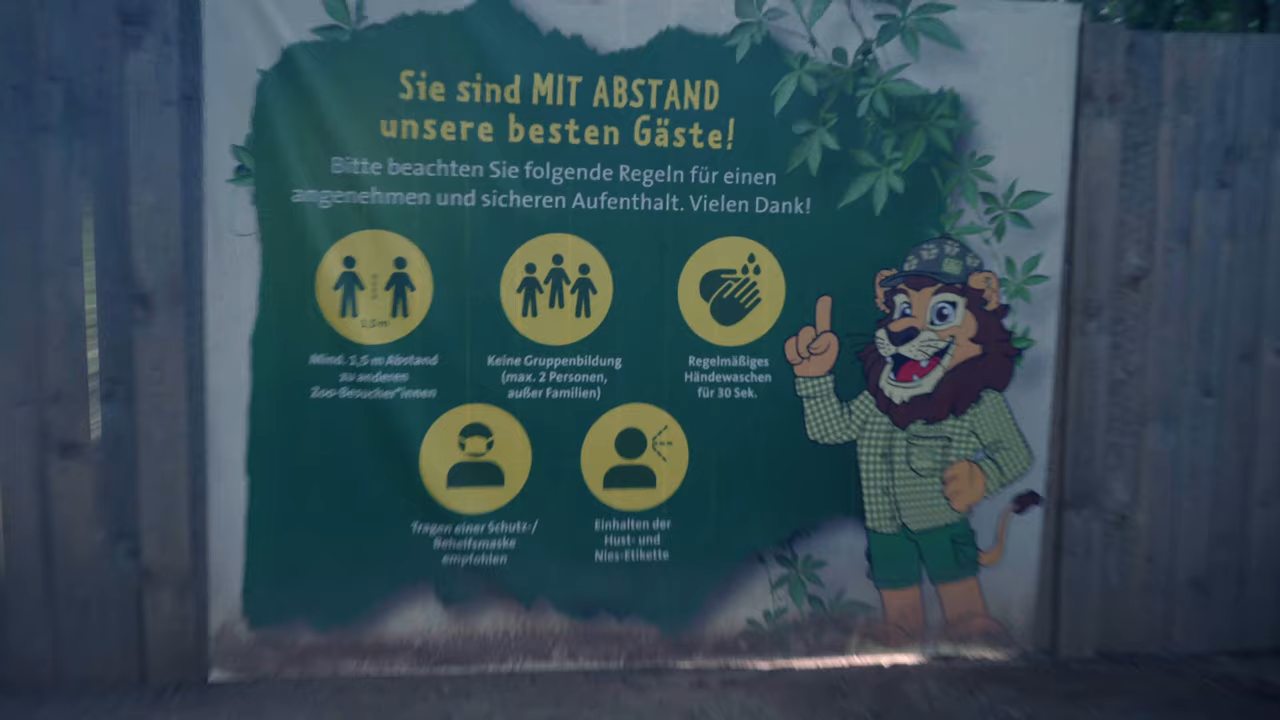 Sie sind MIT ABSTAND
unsere besten Gäste!
Bitte beachten Sie folgende Regeln für einen
angenehmen und sicheren Aufenthalt. Vielen Dank!
1,5 m
Mind. 1,5 m Abstand
zu anderen
Zoo-Besucher*innen
Keine Gruppenbildung
(max. 2 Personen,
außer Familien)
Regelmäßiges
Händewaschen
für 30 Sek.
Tragen einer Schutz-/
Behelfsmaske
empfohlen
Einhalten der
Hust- und
Nies-Etikette